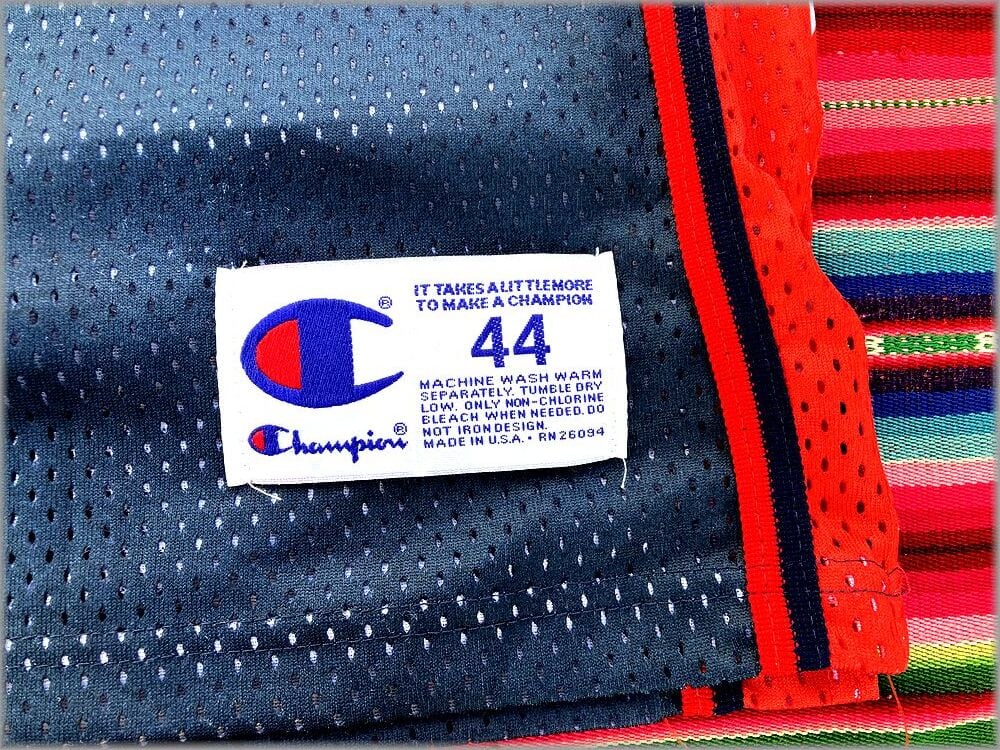 IT TAKES A LITTLE MORE
TO MAKE A CHAMPION
®
44
MACHINE WASH WARM
SEPARATELY. TUMBLE DRY
LOW. ONLY NON-CHLORINE
BLEACH WHEN NEEDED. DO
NOT IRON DESIGN.
MADE IN U.S.A. • RN 26094
Champion®